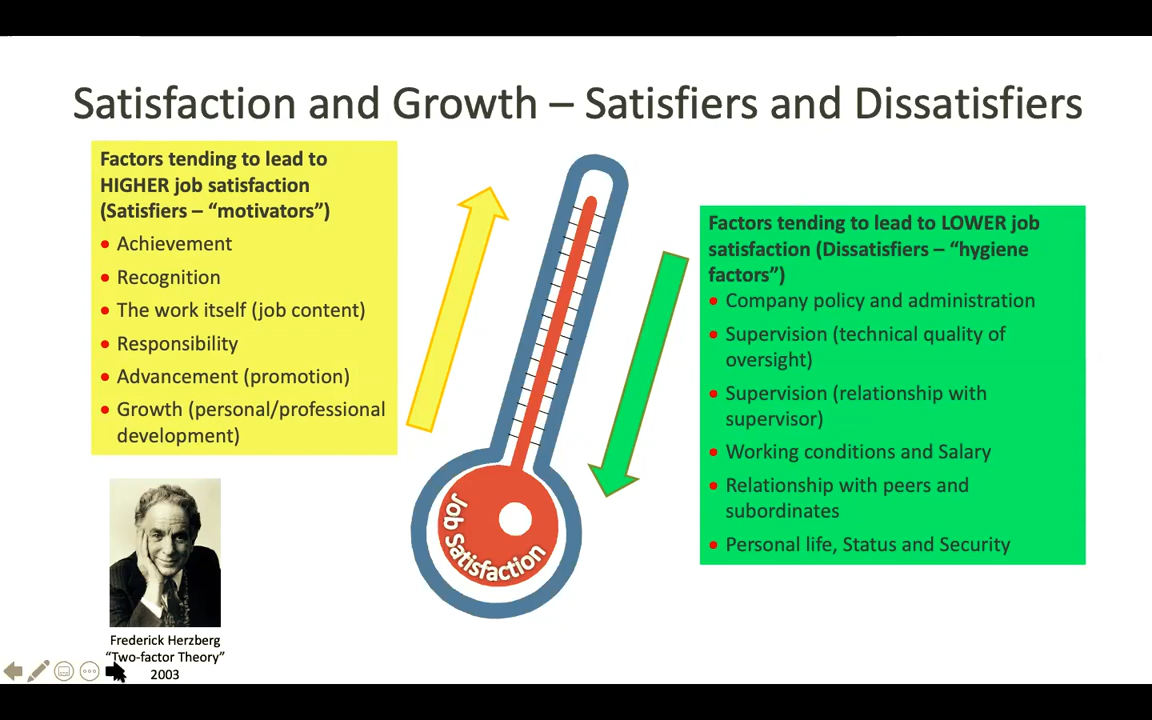 Satisfaction and Growth – Satisfiers and Dissatisfiers
Factors tending to lead to
HIGHER job satisfaction
(Satisfiers – “motivators”)
• Achievement
• Recognition
• The work itself (job content)
• Responsibility
• Advancement (promotion)
• Growth (personal/professional
development)
Job Satisfaction
Factors tending to lead to LOWER job
satisfaction (Dissatisfiers – “hygiene
factors”)
• Company policy and administration
• Supervision (technical quality of
oversight)
• Supervision (relationship with
supervisor)
• Working conditions and Salary
• Relationship with peers and
subordinates
• Personal life, Status and Security
Frederick Herzberg
“Two-factor Theory”
2003